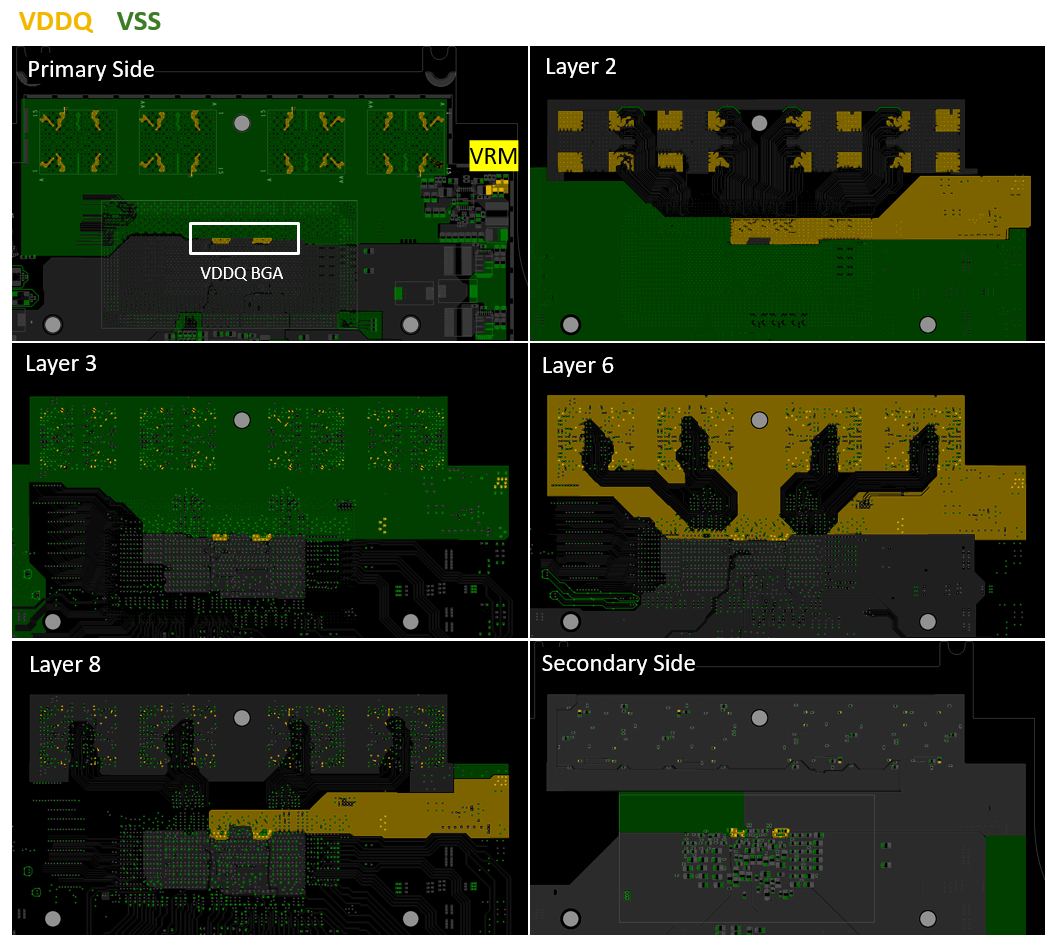 VDDQ VSS
Primary Side
Layer 2
VRM
VDDQ BGA
Layer 3
Layer 6
Layer 8
Secondary Side